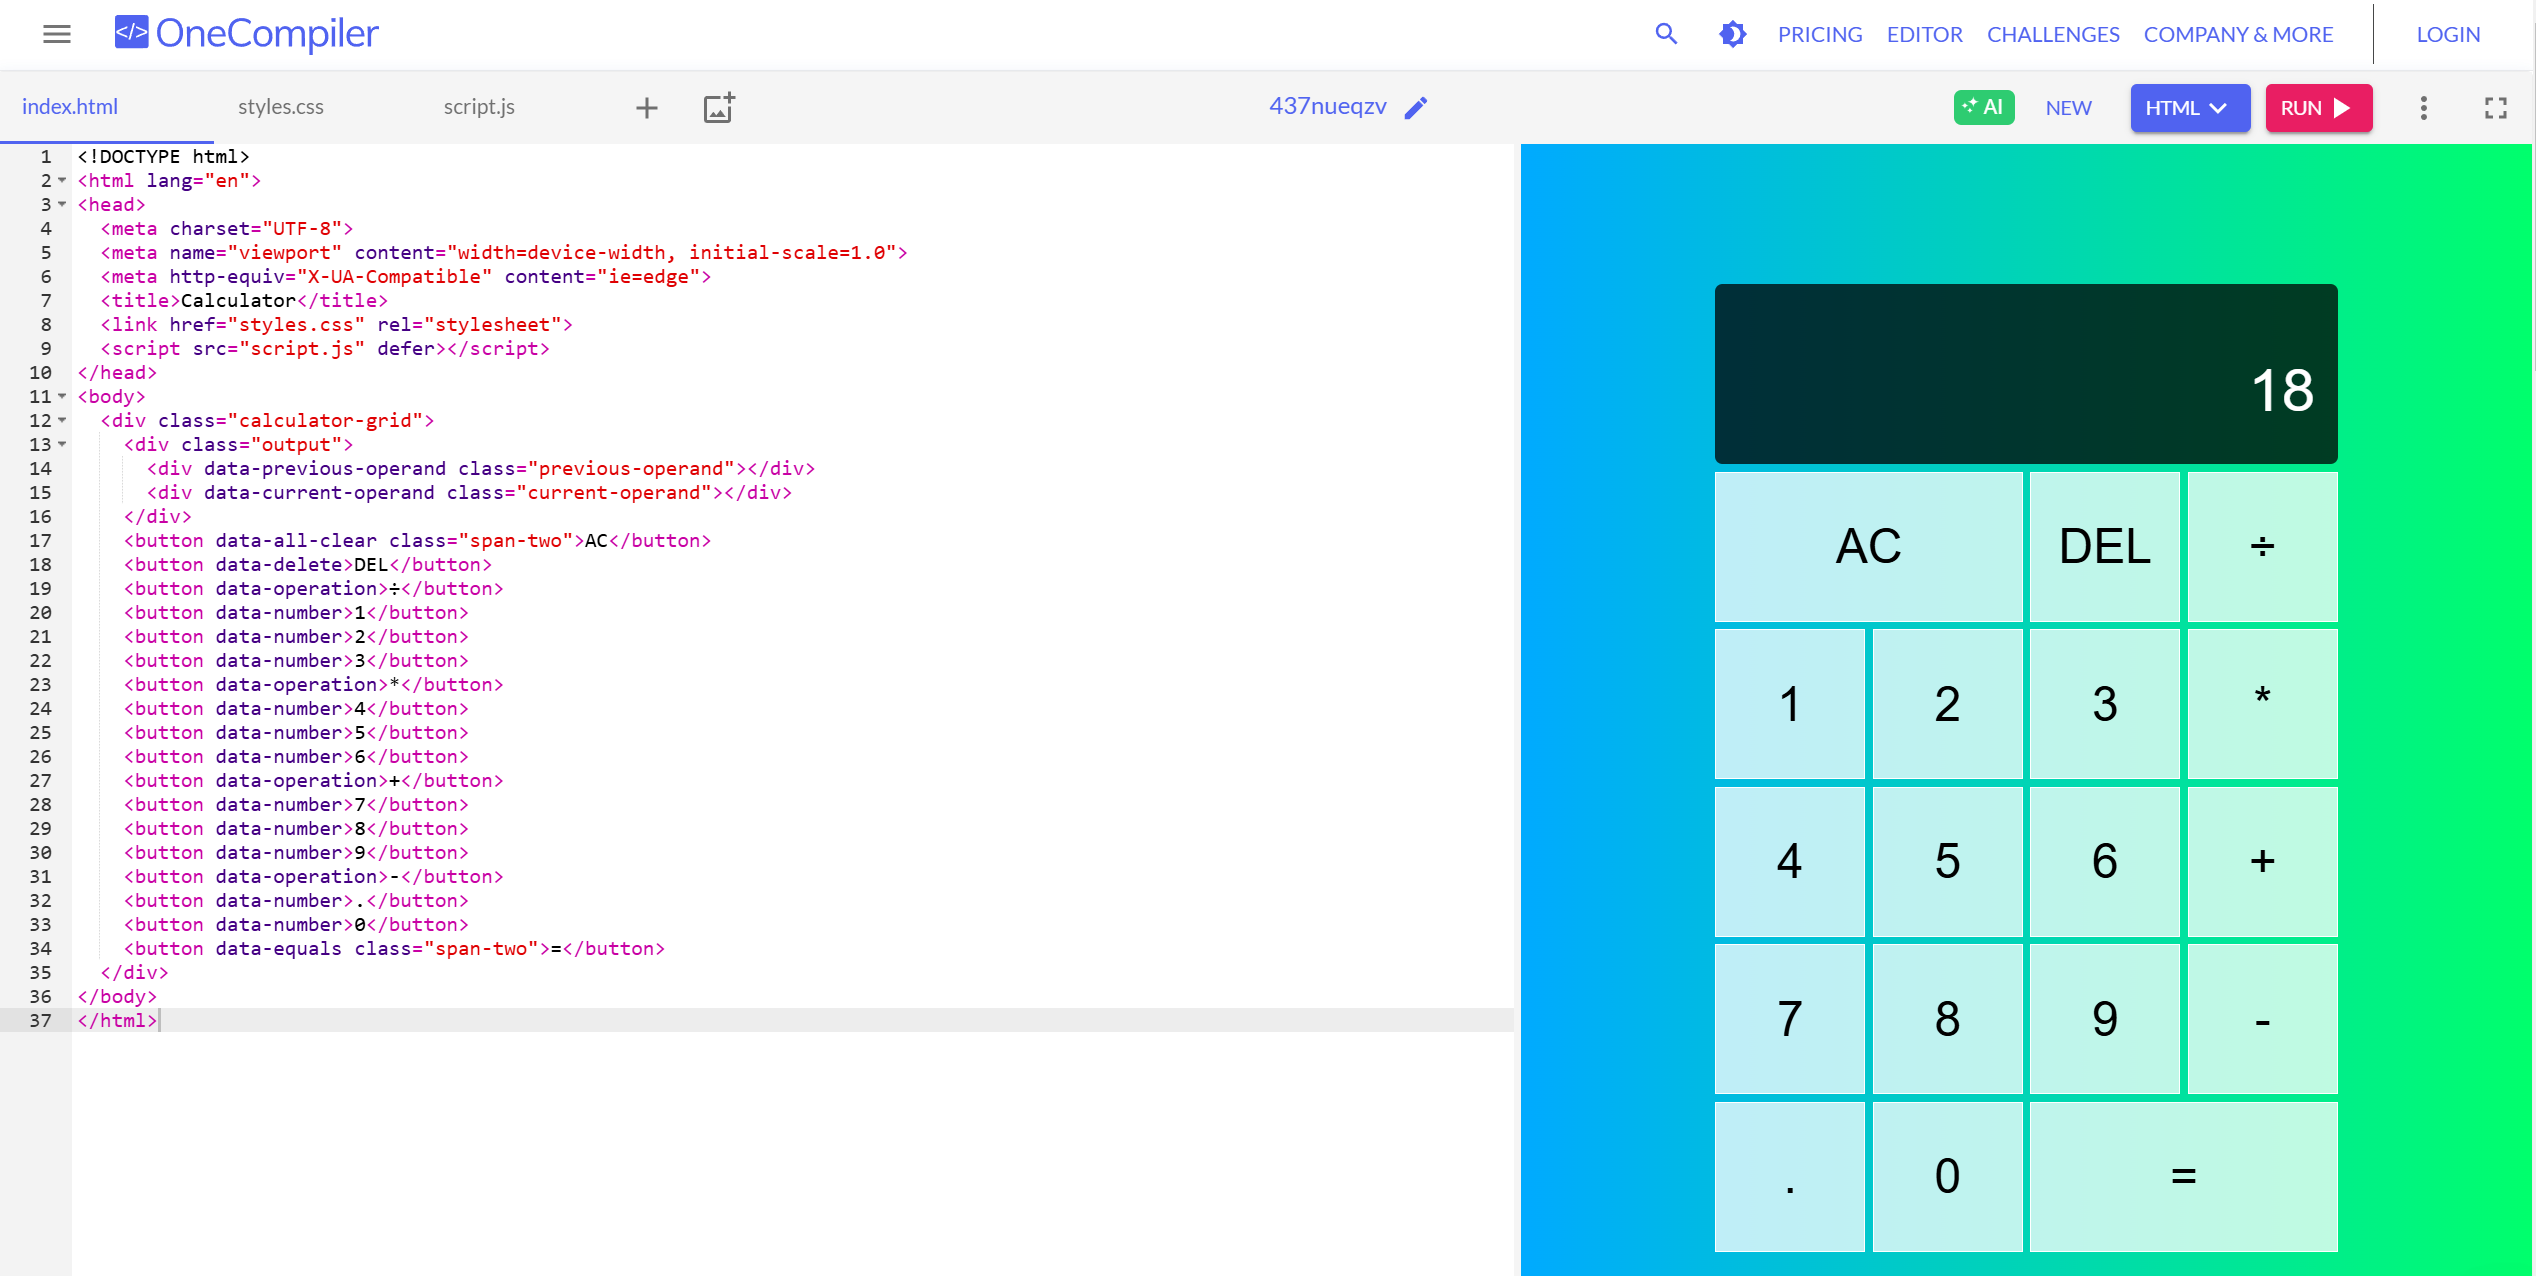 OneCompiler
PRICING EDITOR CHALLENGES COMPANY & MORE LOGIN
index.html styles.css script.js 437nueqzv AI NEW HTML RUN
1 <!DOCTYPE html>
2 <html lang="en">
3 <head>
4 <meta charset="UTF-8">
5 <meta name="viewport" content="width=device-width, initial-scale=1.0">
6 <meta http-equiv="X-UA-Compatible" content="ie=edge">
7 <title>Calculator</title>
8 <link href="styles.css" rel="stylesheet">
9 <script src="script.js" defer></script>
10 </head>
11 <body>
12 <div class="calculator-grid">
13 <div class="output">
14 <div data-previous-operand class="previous-operand"></div>
15 <div data-current-operand class="current-operand"></div>
16 </div>
17 <button data-all-clear class="span-two">AC</button>
18 <button data-delete>DEL</button>
19 <button data-operation>÷</button>
20 <button data-number>1</button>
21 <button data-number>2</button>
22 <button data-number>3</button>
23 <button data-operation>*</button>
24 <button data-number>4</button>
25 <button data-number>5</button>
26 <button data-number>6</button>
27 <button data-operation>+</button>
28 <button data-number>7</button>
29 <button data-number>8</button>
30 <button data-number>9</button>
31 <button data-operation>-</button>
32 <button data-number>.</button>
33 <button data-number>0</button>
34 <button data-equals class="span-two">=</button>
35 </div>
36 </body>
37 </html>
18
AC DEL ÷
1 2 3 *
4 5 6 +
7 8 9 -
. 0 =